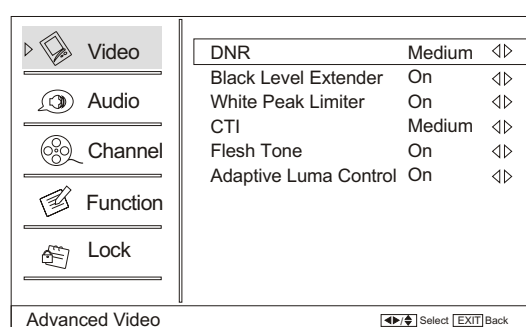 Video
Audio
Channel
Function
Lock
DNR Medium
Black Level Extender On
White Peak Limiter On
CTI Medium
Flesh Tone On
Adaptive Luma Control On
Advanced Video
Select EXIT Back